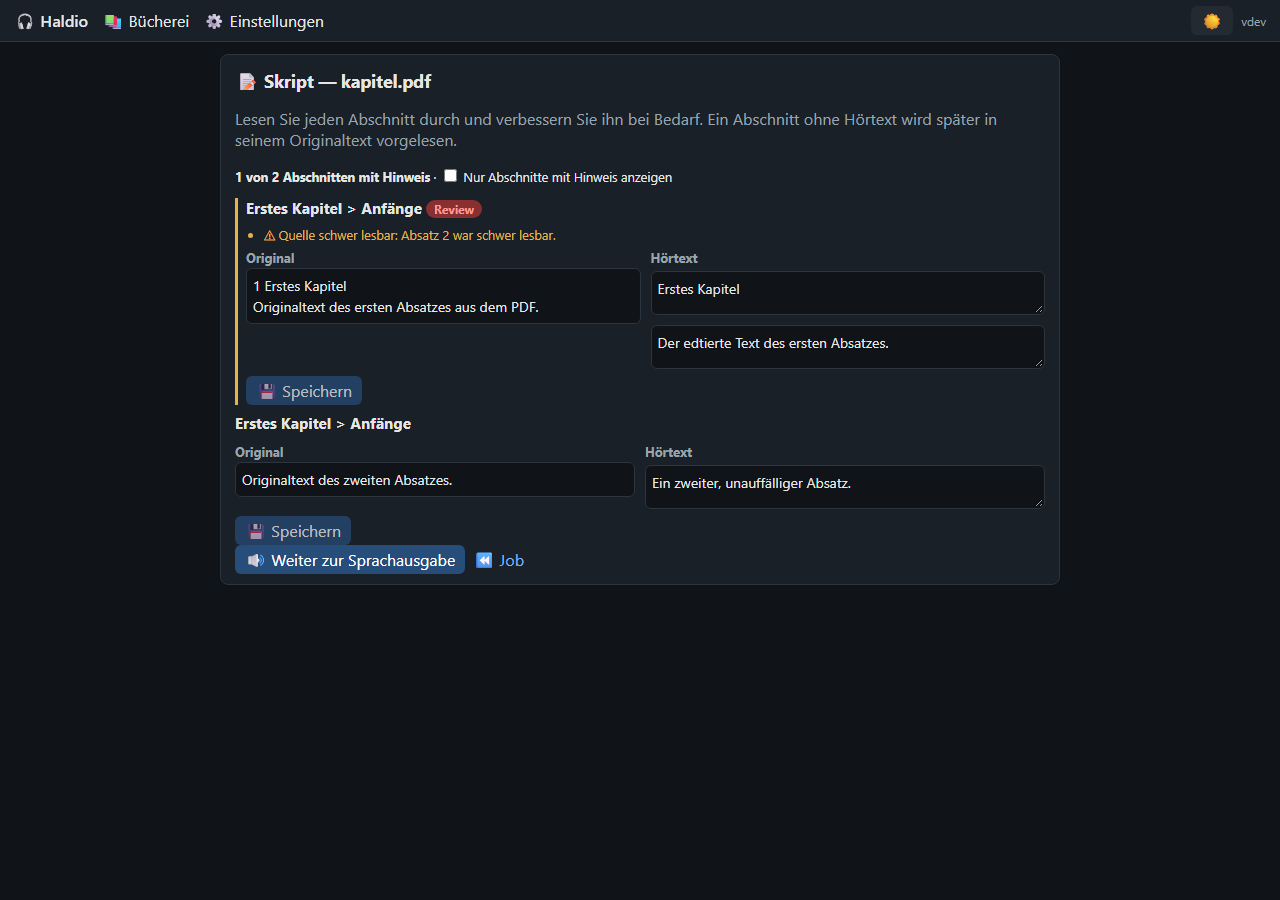 Haldio Bücherei Einstellungen vdev
Skript — kapitel.pdf
Lesen Sie jeden Abschnitt durch und verbessern Sie ihn bei Bedarf. Ein Abschnitt ohne Hörtext wird später in
seinem Originaltext vorgelesen.
1 von 2 Abschnitten mit Hinweis · Nur Abschnitte mit Hinweis anzeigen
Erstes Kapitel > Anfänge Review
• ⚠ Quelle schwer lesbar: Absatz 2 war schwer lesbar.
Original
1 Erstes Kapitel
Originaltext des ersten Absatzes aus dem PDF.
Hörtext
Erstes Kapitel
Der edtierte Text des ersten Absatzes.
Speichern
Erstes Kapitel > Anfänge
Original
Originaltext des zweiten Absatzes.
Hörtext
Ein zweiter, unauffälliger Absatz.
Speichern
Weiter zur Sprachausgabe Job